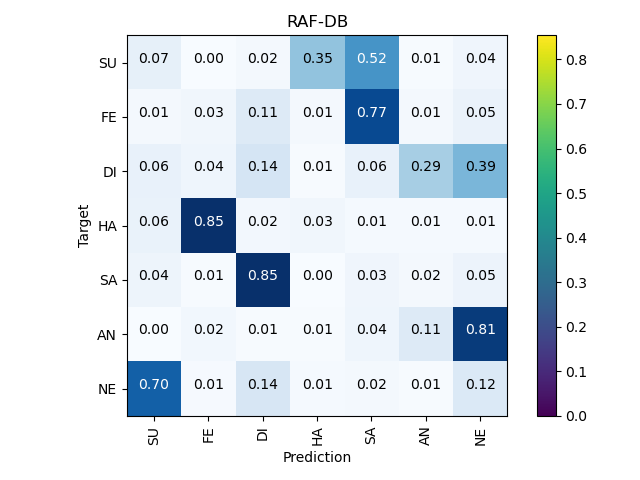 RAF-DB
SU 0.07 0.00 0.02 0.35 0.52 0.01 0.04
FE 0.01 0.03 0.11 0.01 0.77 0.01 0.05
DI 0.06 0.04 0.14 0.01 0.06 0.29 0.39
HA 0.06 0.85 0.02 0.03 0.01 0.01 0.01
SA 0.04 0.01 0.85 0.00 0.03 0.02 0.05
AN 0.00 0.02 0.01 0.01 0.04 0.11 0.81
NE 0.70 0.01 0.14 0.01 0.02 0.01 0.12
SU FE DI HA SA AN NE
Prediction
Target
0.8
0.7
0.6
0.5
0.4
0.3
0.2
0.1
0.0